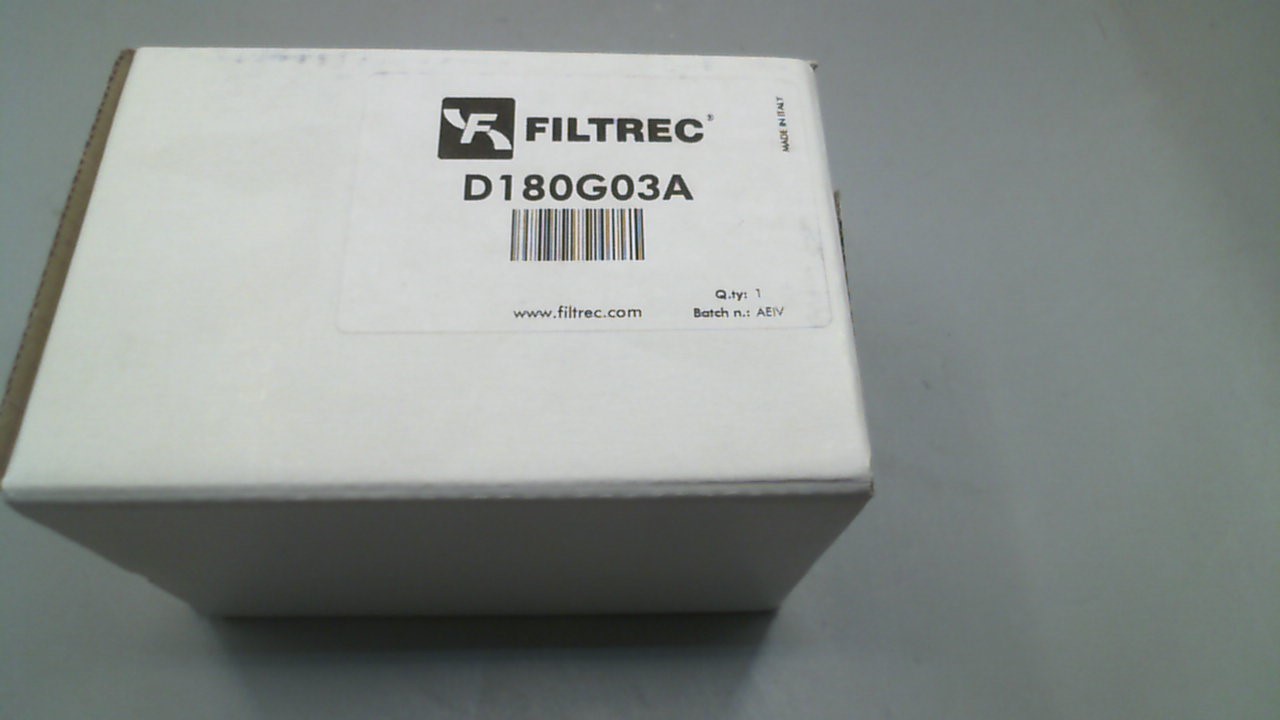 FILTREC®
MADE IN ITALY
D180G03A
Q.ty: 1
www.filtrec.com
Batch n.: AEIV